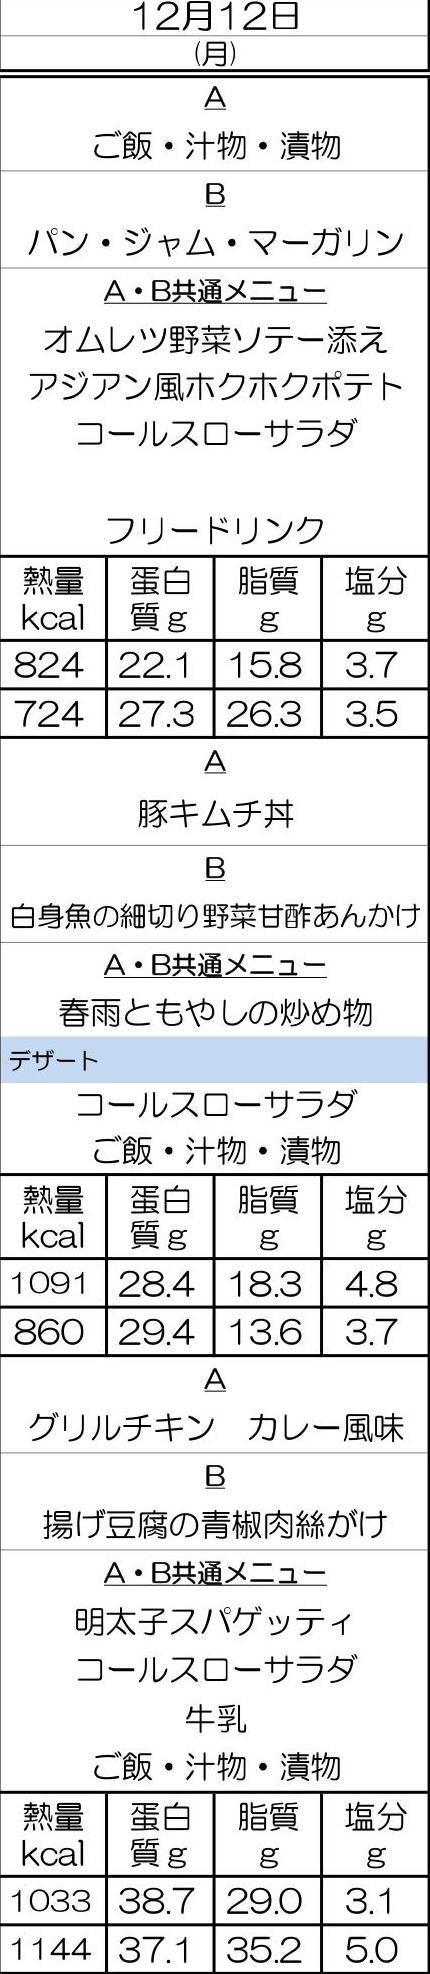 12月12日
(月)
A
ご飯・汁物・漬物
B
パン・ジャム・マーガリン
A・B共通メニュー
オムレツ野菜ソテー添え
アジアン風ホクホクポテト
コールスローサラダ
フリードリンク
熱量 蛋白 脂質 塩分
kcal 質g g g
824 22.1 15.8 3.7
724 27.3 26.3 3.5
A
豚キムチ丼
B
白身魚の細切り野菜甘酢あんかけ
A・B共通メニュー
春雨ともやしの炒め物
デザート
コールスローサラダ
ご飯・汁物・漬物
熱量 蛋白 脂質 塩分
kcal 質g g g
1091 28.4 18.3 4.8
860 29.4 13.6 3.7
A
グリルチキン　カレー風味
B
揚げ豆腐の青椒肉絲がけ
A・B共通メニュー
明太子スパゲッティ
コールスローサラダ
牛乳
ご飯・汁物・漬物
熱量 蛋白 脂質 塩分
kcal 質g g g
1033 38.7 29.0 3.1
1144 37.1 35.2 5.0